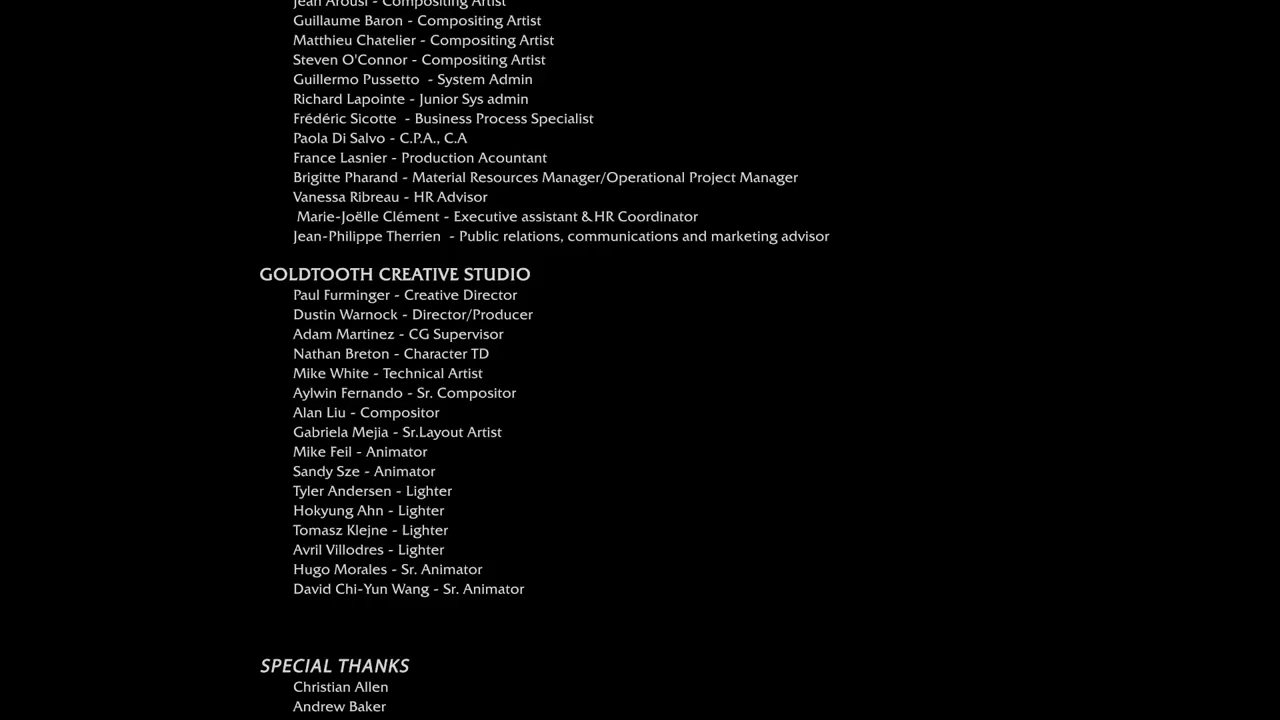 Jean Arousi - Compositing Artist
Guillaume Baron - Compositing Artist
Matthieu Chatelier - Compositing Artist
Steven O'Connor - Compositing Artist
Guillermo Pussetto  - System Admin
Richard Lapointe - Junior Sys admin
Frédéric Sicotte  - Business Process Specialist
Paola Di Salvo - C.P.A., C.A
France Lasnier - Production Acountant
Brigitte Pharand - Material Resources Manager/Operational Project Manager
Vanessa Ribreau - HR Advisor
Marie-Joëlle Clément - Executive assistant & HR Coordinator
Jean-Philippe Therrien  - Public relations, communications and marketing advisor
GOLDTOOTH CREATIVE STUDIO
Paul Furminger - Creative Director
Dustin Warnock - Director/Producer
Adam Martinez - CG Supervisor
Nathan Breton - Character TD
Mike White - Technical Artist
Aylwin Fernando - Sr. Compositor
Alan Liu - Compositor
Gabriela Mejia - Sr.Layout Artist
Mike Feil - Animator
Sandy Sze - Animator
Tyler Andersen - Lighter
Hokyung Ahn - Lighter
Tomasz Klejne - Lighter
Avril Villodres - Lighter
Hugo Morales - Sr. Animator
David Chi-Yun Wang - Sr. Animator
SPECIAL THANKS
Christian Allen
Andrew Baker